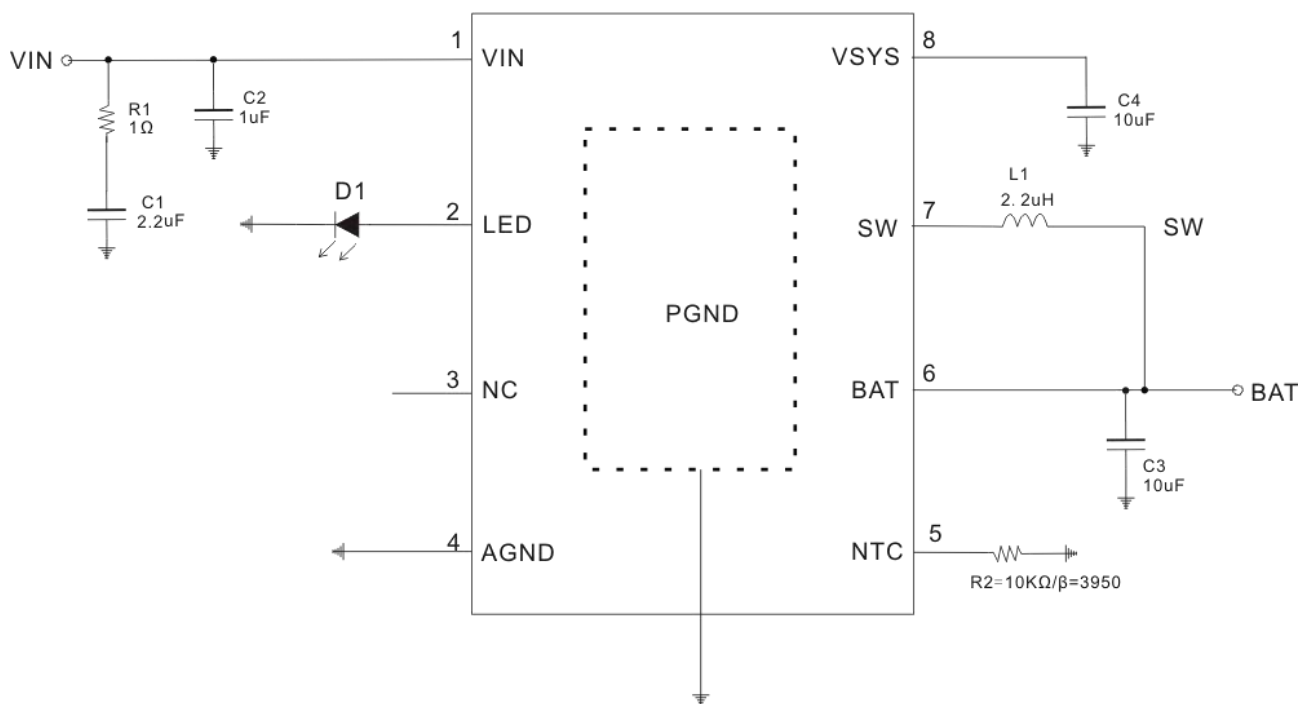 VIN
1
VIN
R1
1Ω
C2
1uF
C1
2.2uF
D1
2
LED
3
NC
4
AGND
PGND
8
VSYS
C4
10uF
L1
2.2uH
7
SW
SW
6
BAT
BAT
C3
10uF
5
NTC
R2=10KΩ/β=3950